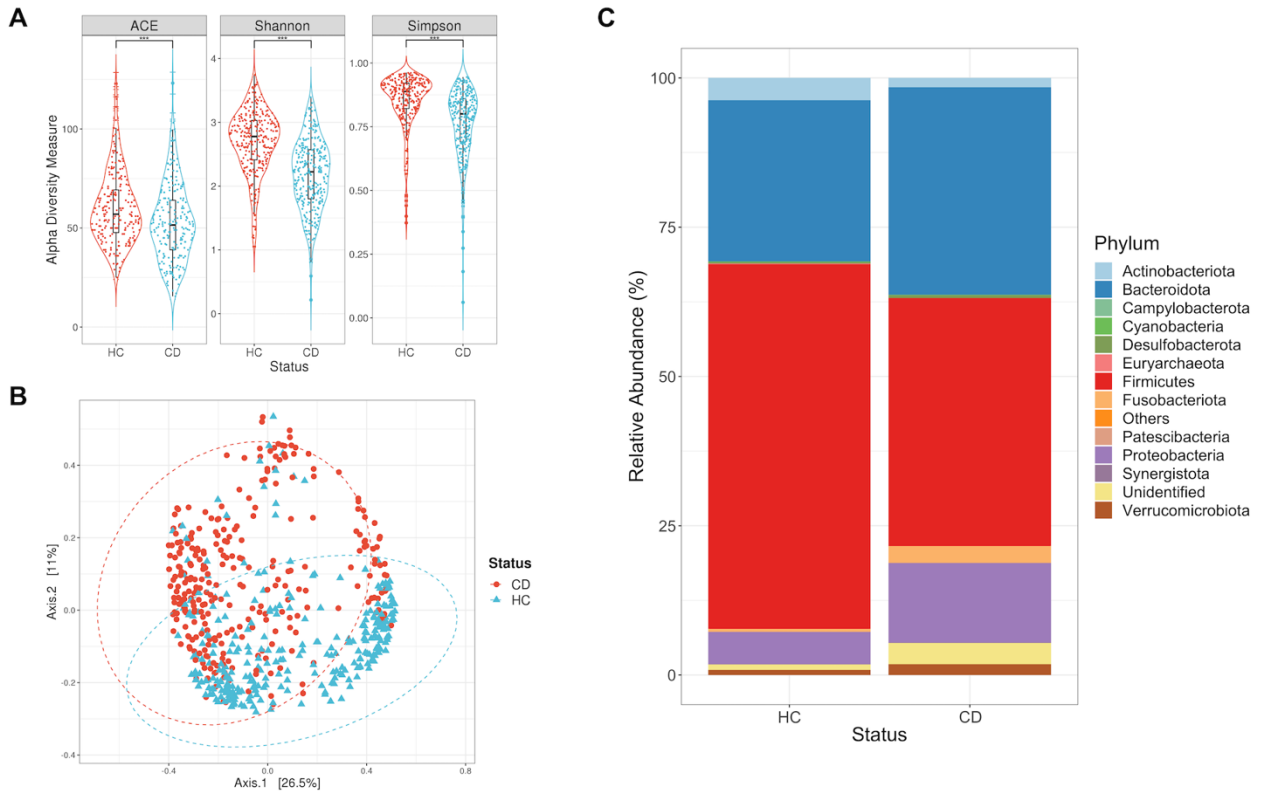 A
ACE
Shannon
Simpson
***
***
***
Alpha Diversity Measure
100
50
0
4
3
2
1
0
1.00
0.75
0.50
0.25
0.00
HC
CD
HC
CD
HC
CD
Status
B
Axis.2 [11%]
0.4
0.2
0.0
-0.2
-0.4
-0.4
0.0
0.4
0.8
Axis.1 [26.5%]
Status
CD
HC
C
Relative Abundance (%)
100
75
50
25
0
HC
CD
Status
Phylum
Actinobacteriota
Bacteroidota
Campylobacterota
Cyanobacteria
Desulfobacterota
Euryarchaeota
Firmicutes
Fusobacteriota
Others
Patescibacteria
Proteobacteria
Synergistota
Unidentified
Verrucomicrobiota